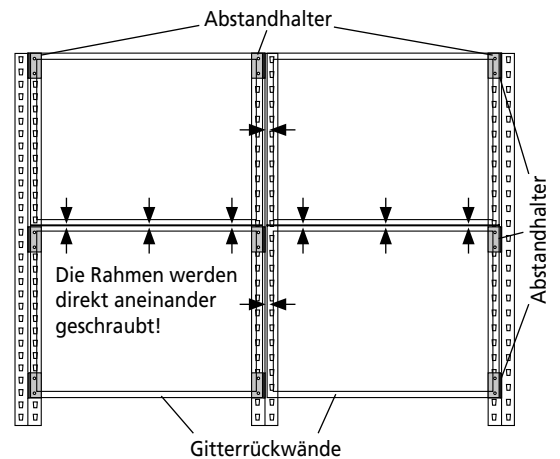 Abstandhalter
Abstandhalter
Die Rahmen werden
direkt aneinander
geschraubt!
Gitterrückwände